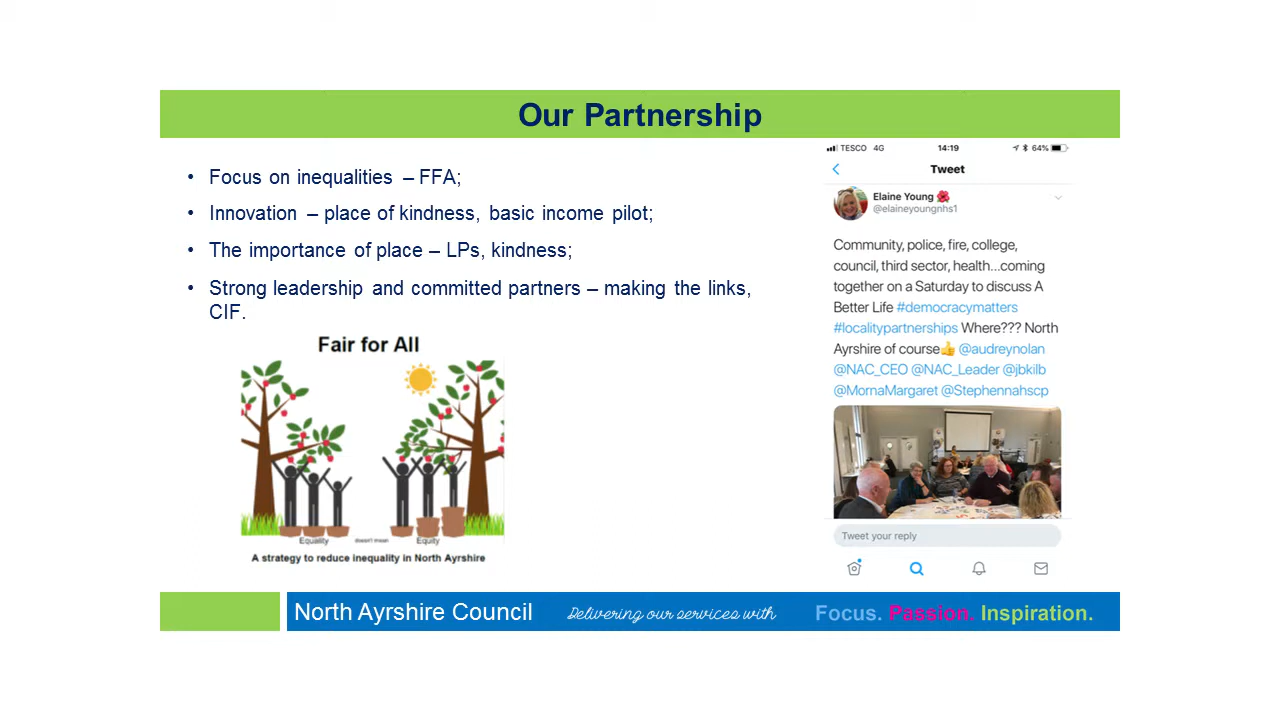 Our Partnership
• Focus on inequalities – FFA;
• Innovation – place of kindness, basic income pilot;
• The importance of place – LPs, kindness;
• Strong leadership and committed partners – making the links,
CIF.
Fair for All
Equality doesn't mean Equity
A strategy to reduce inequality in North Ayrshire
TESCO 4G 14:19 64%
Tweet
Elaine Young
@elaineyoungnhs1
Community, police, fire, college,
council, third sector, health...coming
together on a Saturday to discuss A
Better Life #democracymatters
#localitypartnerships Where??? North
Ayrshire of course👍 @audreynolan
@NAC_CEO @NAC_Leader @jbkilb
@MornaMargaret @Stephennahscp
Tweet your reply
North Ayrshire Council Delivering our services with Focus. Passion. Inspiration.